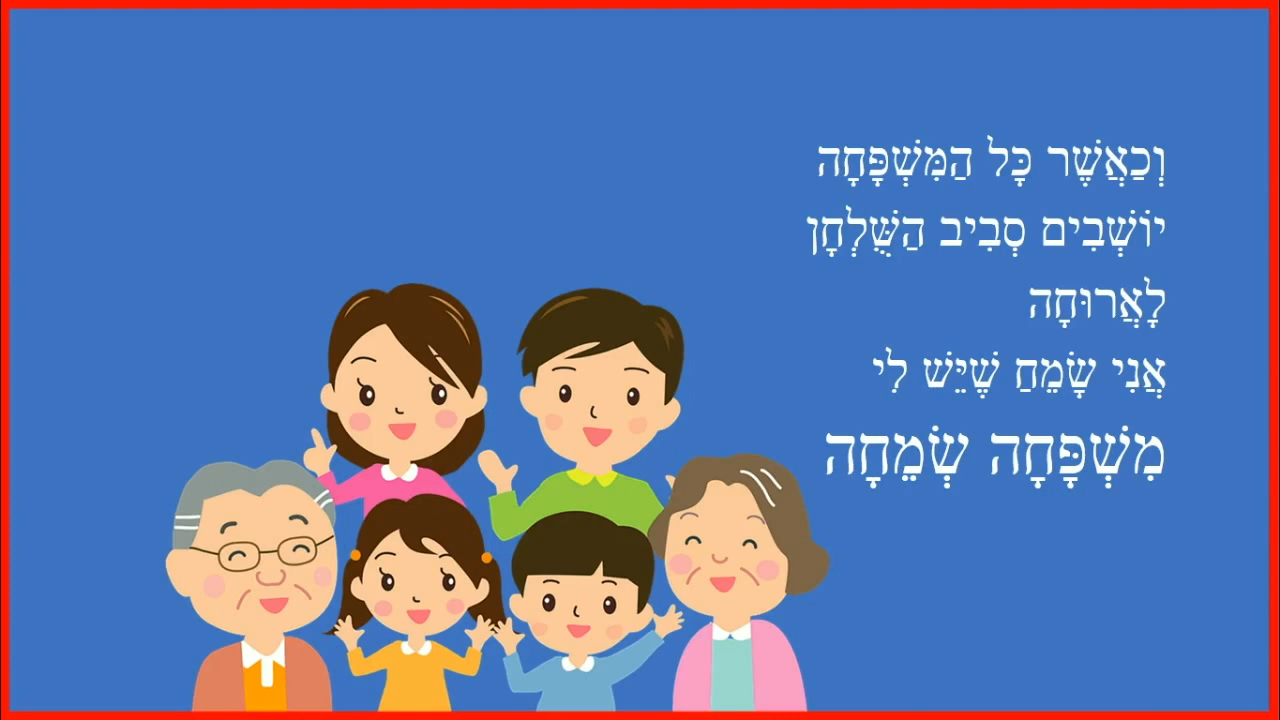 וְכַאֲשֶׁר כָּל הַמִּשְׁפָּחָה
יוֹשְׁבִים סְבִיב הַשֻּׁלְחָן
לָאֲרוּחָה
אֲנִי שָׂמֵחַ שֶׁיֵּשׁ לִי
מִשְׁפָּחָה שְׂמֵחָה